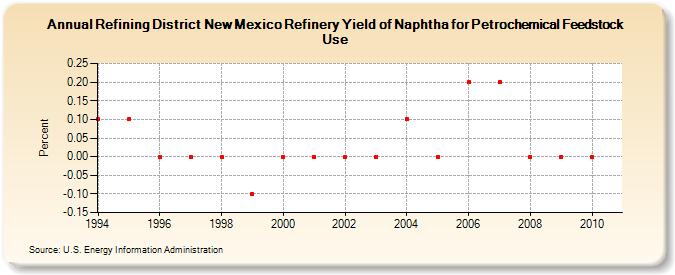 Annual Refining District New Mexico Refinery Yield of Naphtha for Petrochemical Feedstock
Use
Percent
0.25
0.20
0.15
0.10
0.05
0.00
-0.05
-0.10
-0.15
1994 1996 1998 2000 2002 2004 2006 2008 2010
Source: U.S. Energy Information Administration